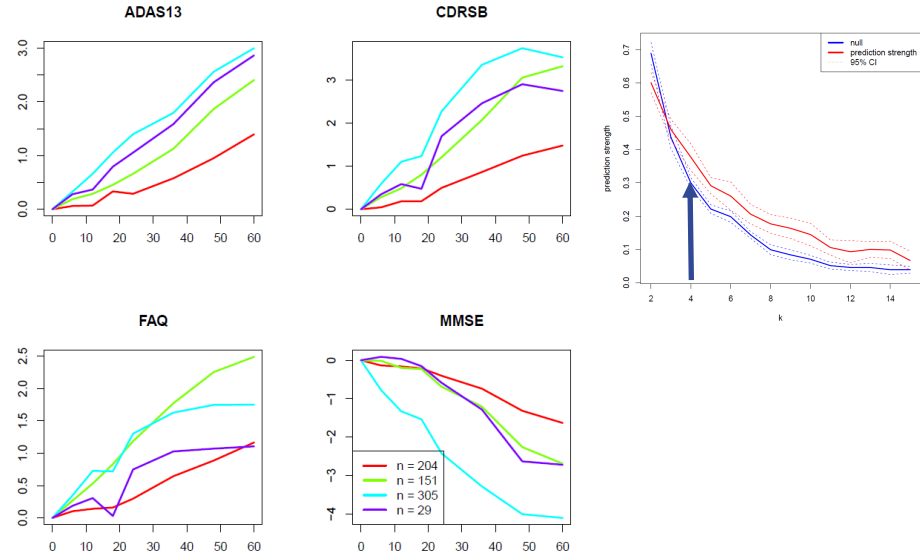 ADAS13
0.0 1.0 2.0 3.0
0 10 20 30 40 50 60
CDRSB
0 1 2 3
0 10 20 30 40 50 60
null
prediction strength
95% CI
prediction strength
0.0 0.1 0.2 0.3 0.4 0.5 0.6 0.7
2 4 6 8 10 12 14
k
FAQ
0.0 0.5 1.0 1.5 2.0 2.5
0 10 20 30 40 50 60
MMSE
0 −1 −2 −3 −4
n = 204
n = 151
n = 305
n = 29
0 10 20 30 40 50 60